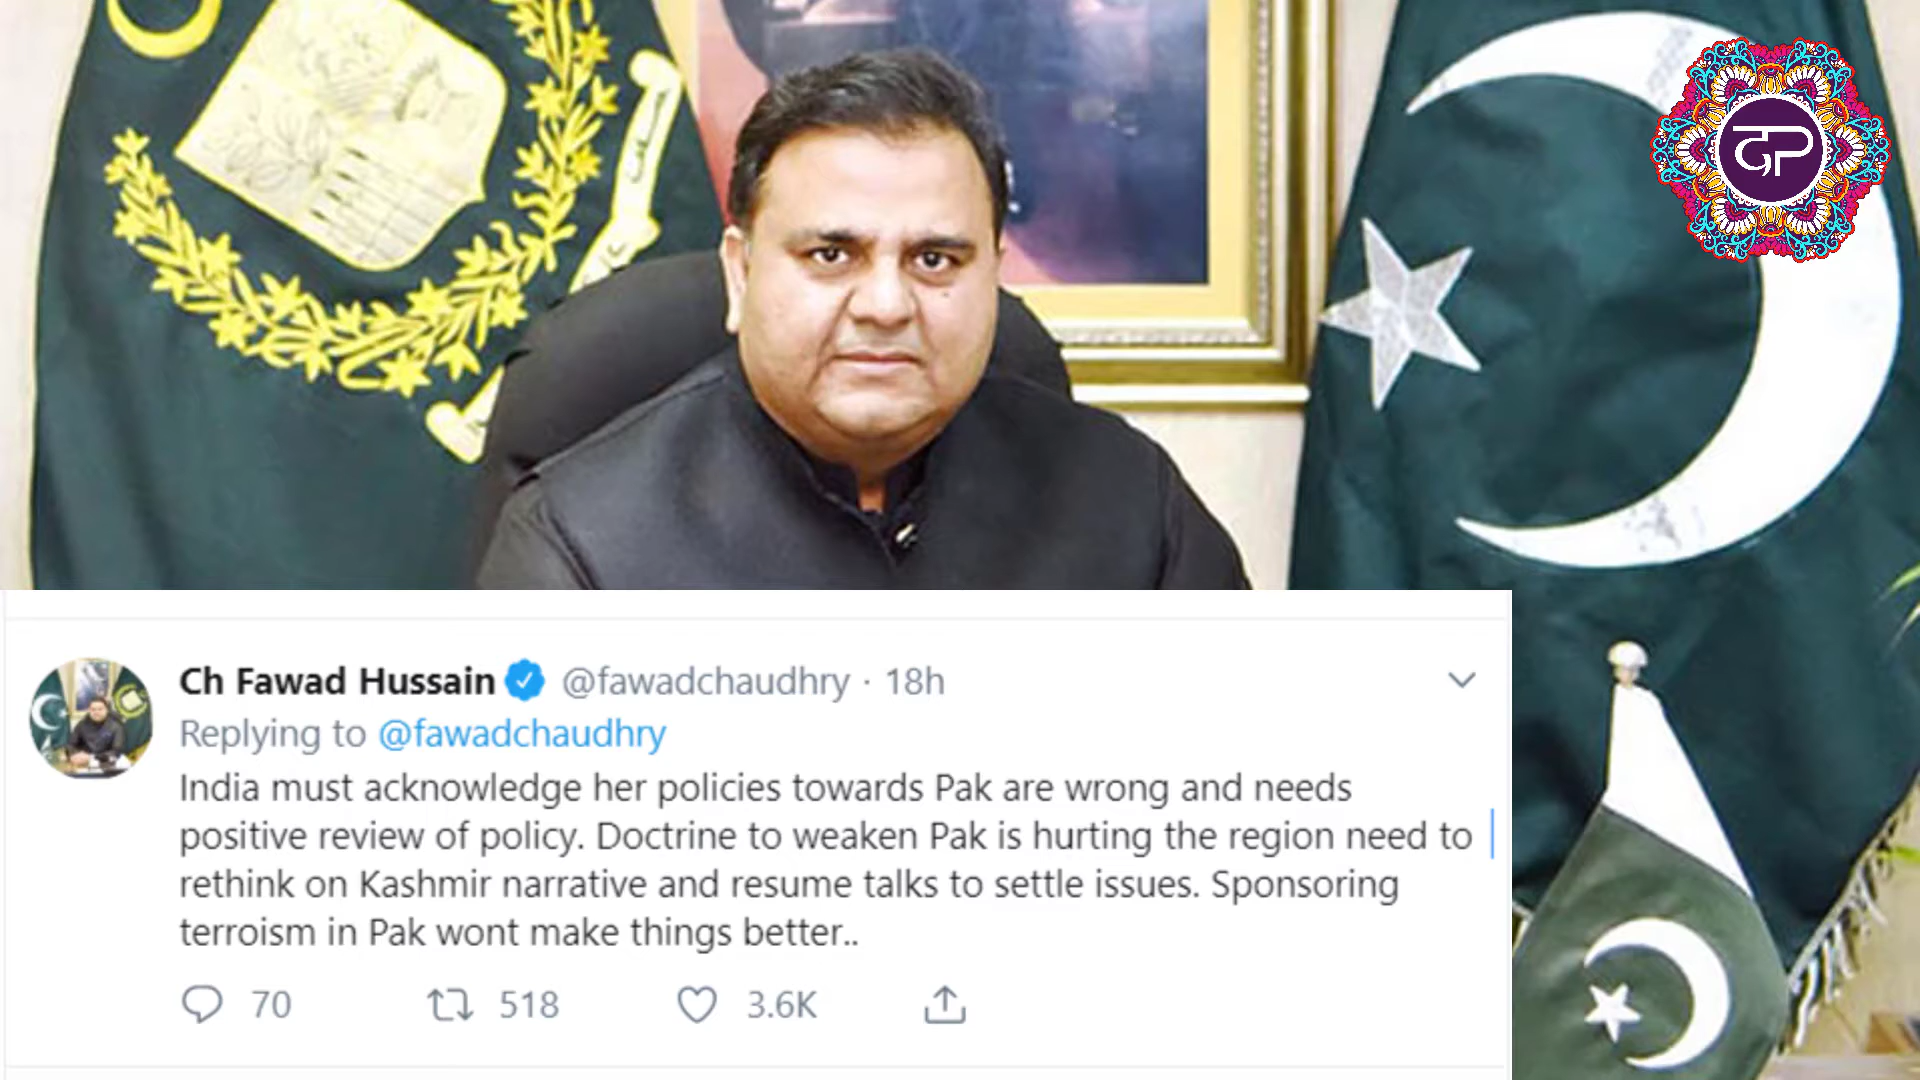 Ch Fawad Hussain @fawadchaudhry · 18h
Replying to @fawadchaudhry
India must acknowledge her policies towards Pak are wrong and needs
positive review of policy. Doctrine to weaken Pak is hurting the region need to
rethink on Kashmir narrative and resume talks to settle issues. Sponsoring
terroism in Pak wont make things better..
70 518 3.6K